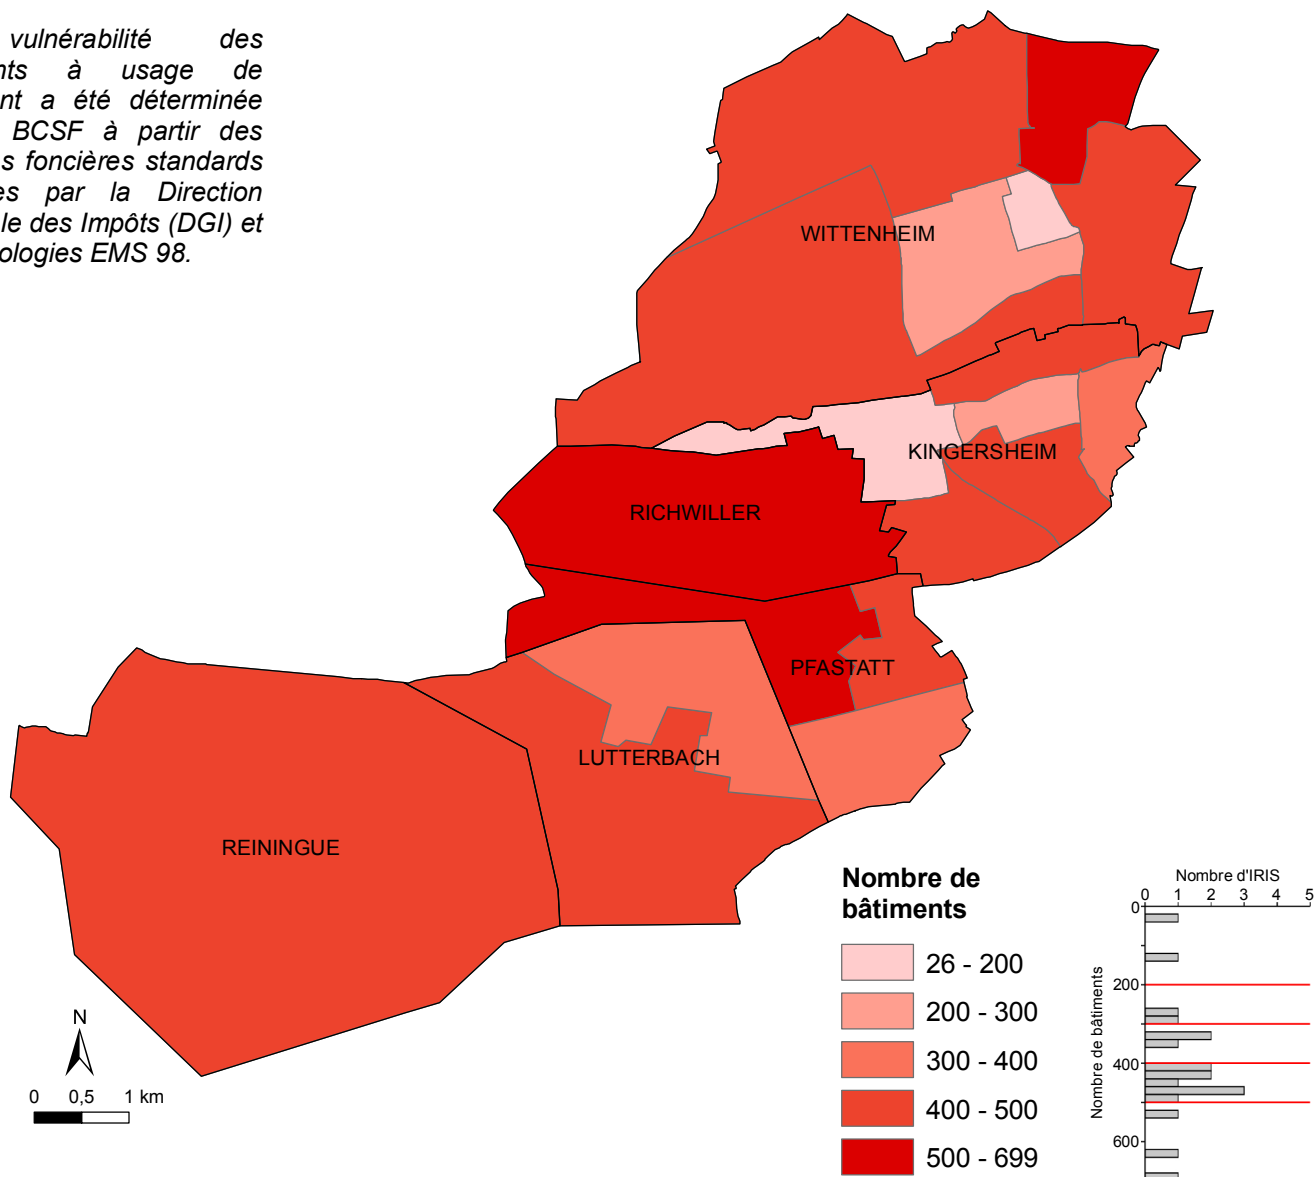 vulnérabilité des
nts à usage de
nt a été déterminée
BCSF à partir des
s foncières standards
es par la Direction
le des Impôts (DGI) et
ologies EMS 98.
WITTENHEIM
KINGERSHEIM
RICHWILLER
PFASTATT
LUTTERBACH
REININGUE
N
0 0,5 1 km
Nombre de
bâtiments
26 - 200
200 - 300
300 - 400
400 - 500
500 - 699
Nombre d'IRIS
0 1 2 3 4 5
Nombre de bâtiments
0
200
400
600